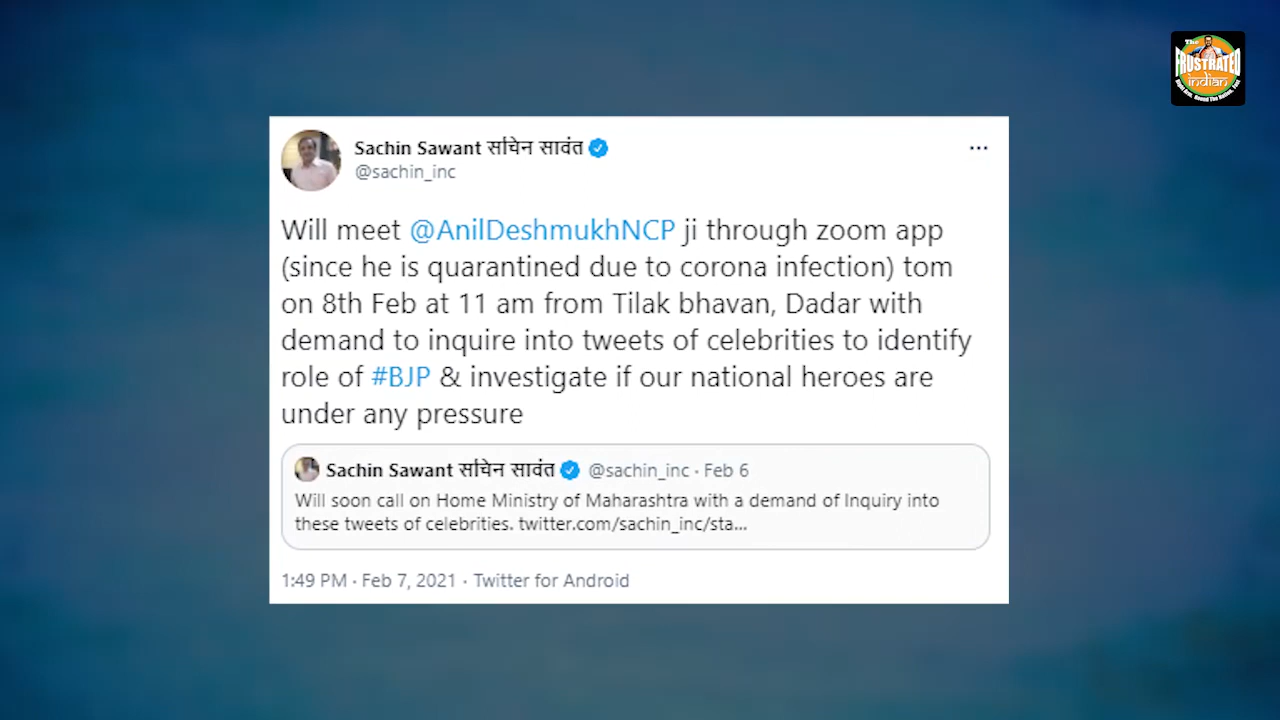 The
FRUSTRATED
indian
Sachin Sawant सचिन सावंत
@sachin_inc
Will meet @AnilDeshmukhNCP ji through zoom app
(since he is quarantined due to corona infection) tom
on 8th Feb at 11 am from Tilak bhavan, Dadar with
demand to inquire into tweets of celebrities to identify
role of #BJP & investigate if our national heroes are
under any pressure
Sachin Sawant सचिन सावंत @sachin_inc · Feb 6
Will soon call on Home Ministry of Maharashtra with a demand of Inquiry into
these tweets of celebrities. twitter.com/sachin_inc/sta...
1:49 PM · Feb 7, 2021 · Twitter for Android